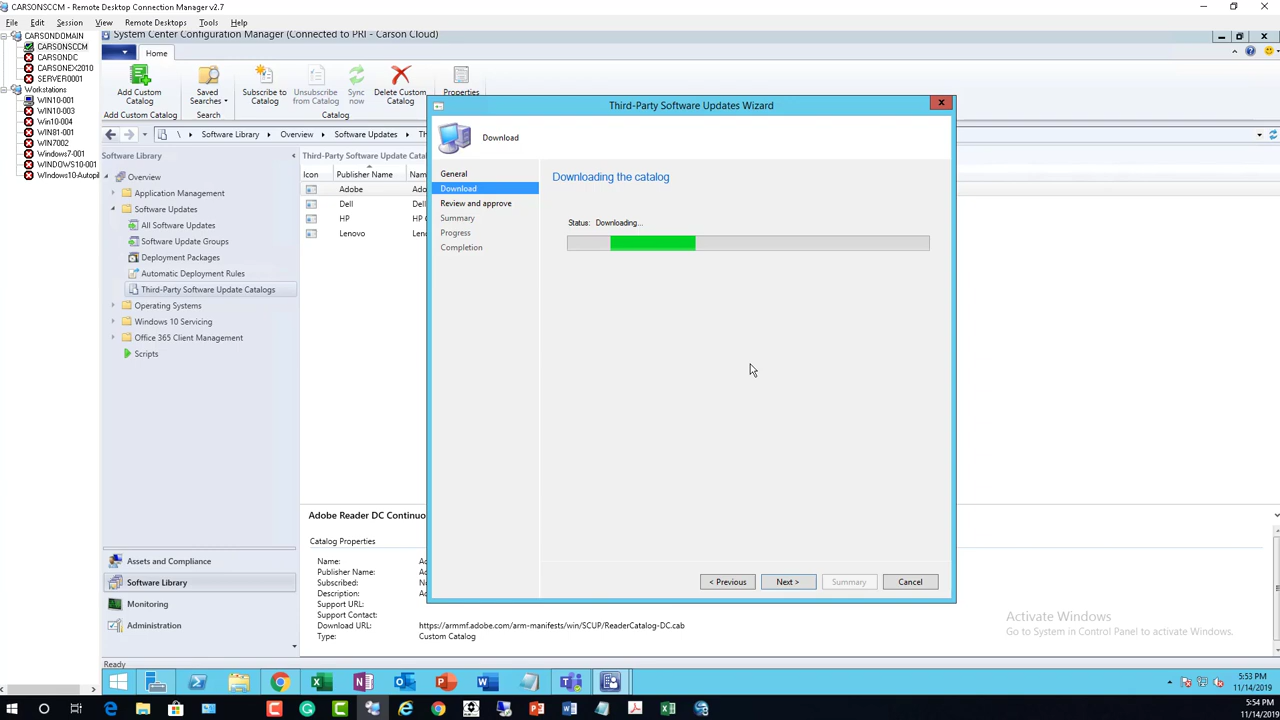 CARSONSCCM - Remote Desktop Connection Manager v2.7
File Edit Session View Remote Desktops Tools Help
CARSONDOMAIN
CARSONSCCM
CARSONDC
CARSONEX2010
SERVER0001
Workstations
WIN10-001
WIN10-003
Win10-004
WIN81-001
WIN7002
Windows7-001
WINDOWS10-001
WIndows10-Autopil
System Center Configuration Manager (Connected to PRI - Carson Cloud)
Home
Add Custom Catalog
Saved Searches
Subscribe to Catalog
Unsubscribe from Catalog
Sync now
Delete Custom Catalog
Properties
Add Custom Catalog Search Catalog
\ Software Library Overview Software Updates
Software Library
Overview
Application Management
Software Updates
All Software Updates
Software Update Groups
Deployment Packages
Automatic Deployment Rules
Third-Party Software Update Catalogs
Operating Systems
Windows 10 Servicing
Office 365 Client Management
Scripts
Assets and Compliance
Software Library
Monitoring
Administration
Ready
Third-Party Software Update Cat
Icon Publisher Name
Adobe
Dell
HP
Lenovo
Adobe Reader DC Continuo
Catalog Properties
Name:
Publisher Name:
Subscribed:
Description:
Support URL:
Support Contact:
Download URL: https://armmf.adobe.com/arm-manifests/win/SCUP/ReaderCatalog-DC.cab
Type: Custom Catalog
Third-Party Software Updates Wizard
Download
General
Download
Review and approve
Summary
Progress
Completion
Downloading the catalog
Status: Downloading...
< Previous Next > Summary Cancel
Activate Windows
Go to System in Control Panel to activate Windows.
5:53 PM
11/14/2019
5:54 PM
11/14/2019